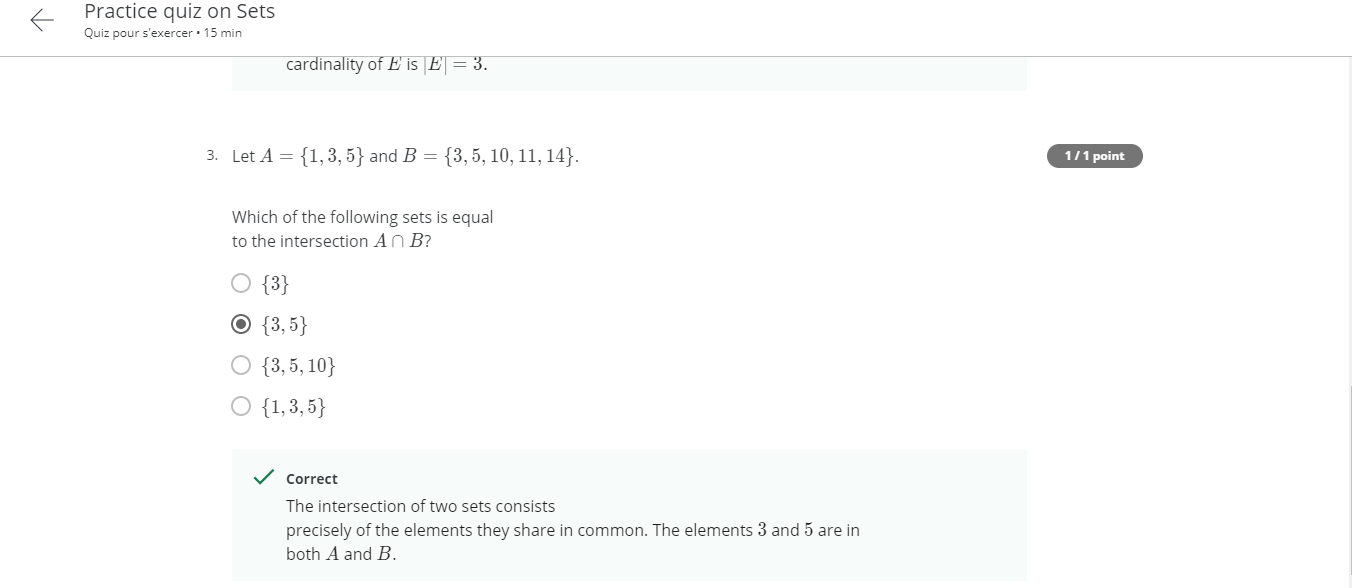 Practice quiz on Sets
Quiz pour s'exercer • 15 min
cardinality of E is |E| = 3.
3. Let A = {1, 3, 5} and B = {3, 5, 10, 11, 14}.
1 / 1 point
Which of the following sets is equal
to the intersection A ∩ B?
{3}
{3, 5}
{3, 5, 10}
{1, 3, 5}
Correct
The intersection of two sets consists
precisely of the elements they share in common. The elements 3 and 5 are in
both A and B.